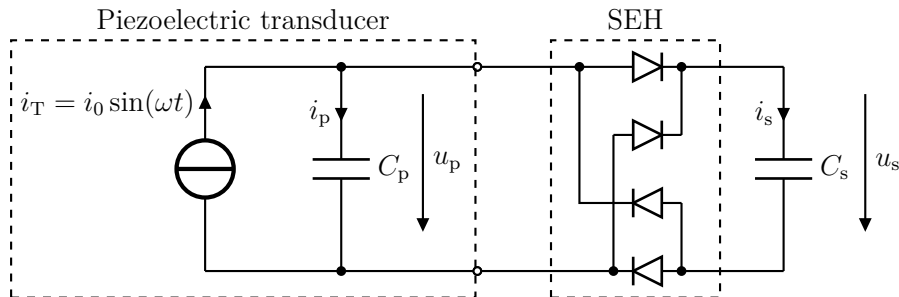 Piezoelectric transducer
SEH
i_T = i_0 sin(ωt)
i_p
C_p
u_p
i_s
C_s
u_s